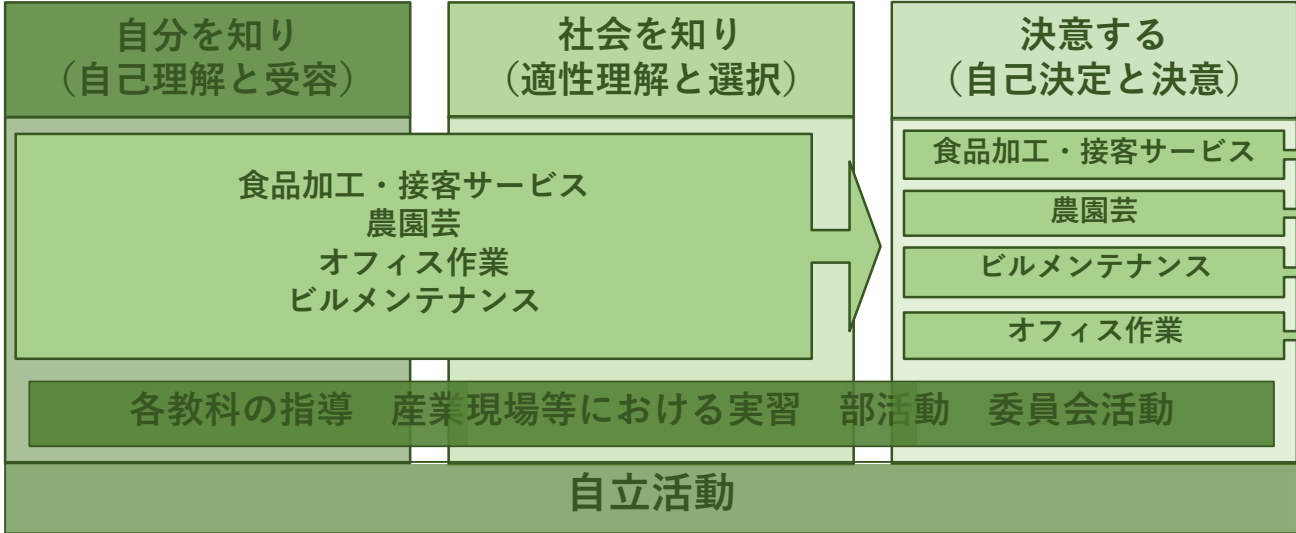 自分を知り
（自己理解と受容）
社会を知り
（適性理解と選択）
決意する
（自己決定と決意）
食品加工・接客サービス
農園芸
オフィス作業
ビルメンテナンス
食品加工・接客サービス
農園芸
ビルメンテナンス
オフィス作業
各教科の指導　産業現場等における実習　部活動　委員会活動
自立活動